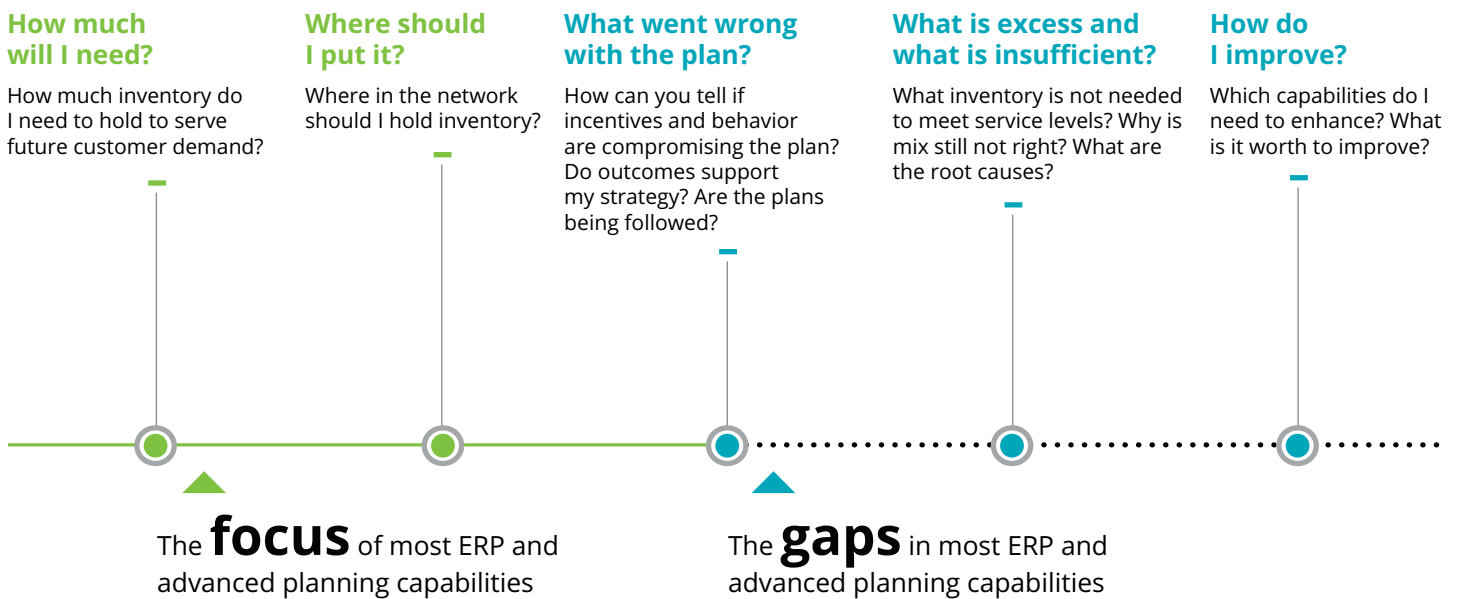 How much
will I need?
How much inventory do
I need to hold to serve
future customer demand?
Where should
I put it?
Where in the network
should I hold inventory?
What went wrong
with the plan?
How can you tell if
incentives and behavior
are compromising the plan?
Do outcomes support
my strategy? Are the plans
being followed?
What is excess and
what is insufficient?
What inventory is not needed
to meet service levels? Why is
mix still not right? What are
the root causes?
How do
I improve?
Which capabilities do I
need to enhance? What
is it worth to improve?
The focus of most ERP and
advanced planning capabilities
The gaps in most ERP and
advanced planning capabilities